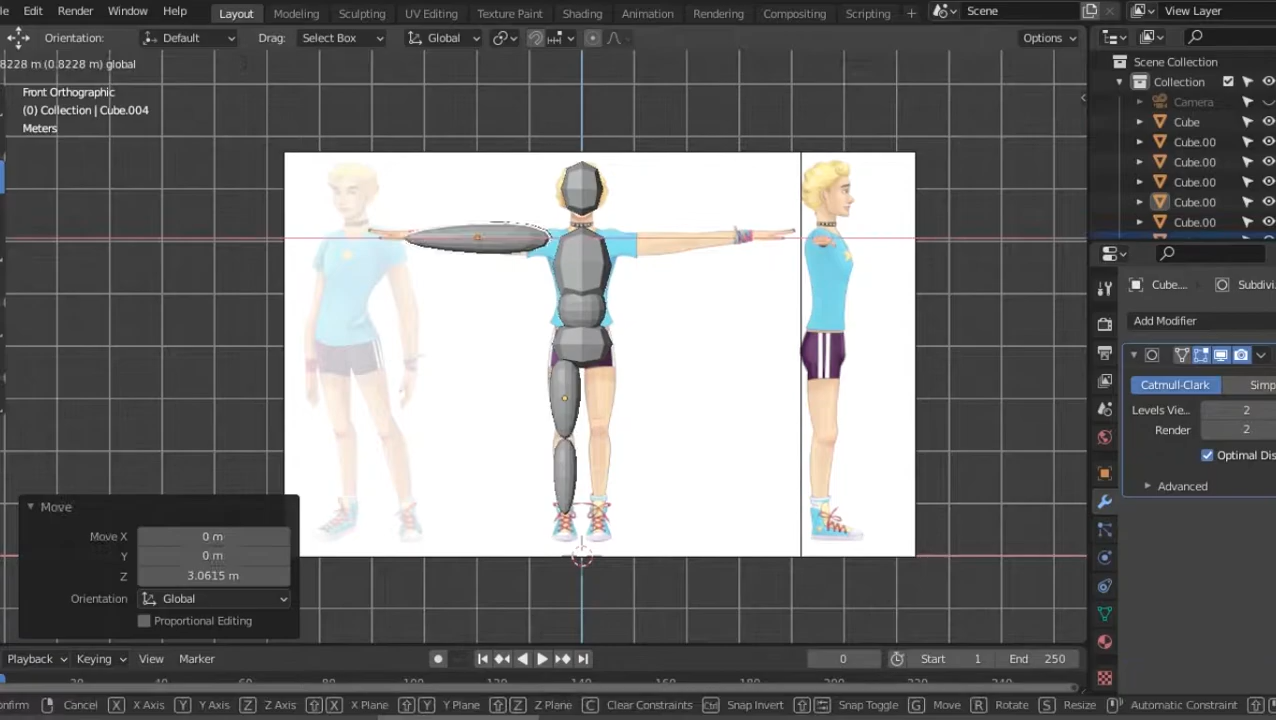 Edit Render Window Help Layout Modeling Sculpting UV Editing Texture Paint Shading Animation Rendering Compositing Scripting + Scene View Layer
Orientation: Default Drag: Select Box Global Options
8228 m (0.8228 m) global
Front Orthographic
(0) Collection | Cube.004
Meters
Scene Collection
Collection
Camera
Cube
Cube.00
Cube.00
Cube.00
Cube.00
Cube.00
Cube.... Subdivi
Add Modifier
Catmull-Clark Simp
Levels Vie... 2
Render 2
Optimal Dis
Advanced
Move
Move X 0 m
Y 0 m
Z 3.0615 m
Orientation Global
Proportional Editing
Playback Keying View Marker 0 Start 1 End 250
onfirm Cancel X X Axis Y Y Axis Z Z Axis X X Plane Y Y Plane Z Z Plane C Clear Constraints Ctrl Snap Invert Snap Toggle G Move R Rotate S Resize Automatic Constraint